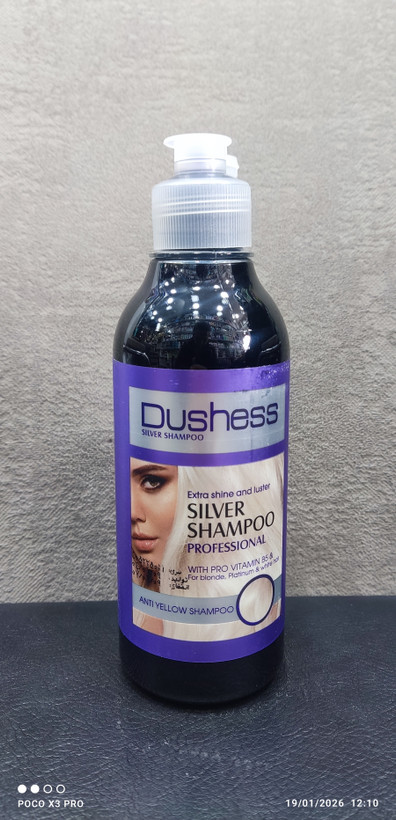 Dushess
SILVER SHAMPOO
Extra shine and luster
SILVER
SHAMPOO
PROFESSIONAL
WITH PRO VITAMIN B5 &
For blonde, Platinum & white hair
ANTI YELLOW SHAMPOO
POCO X3 PRO
19/01/2026 12:10